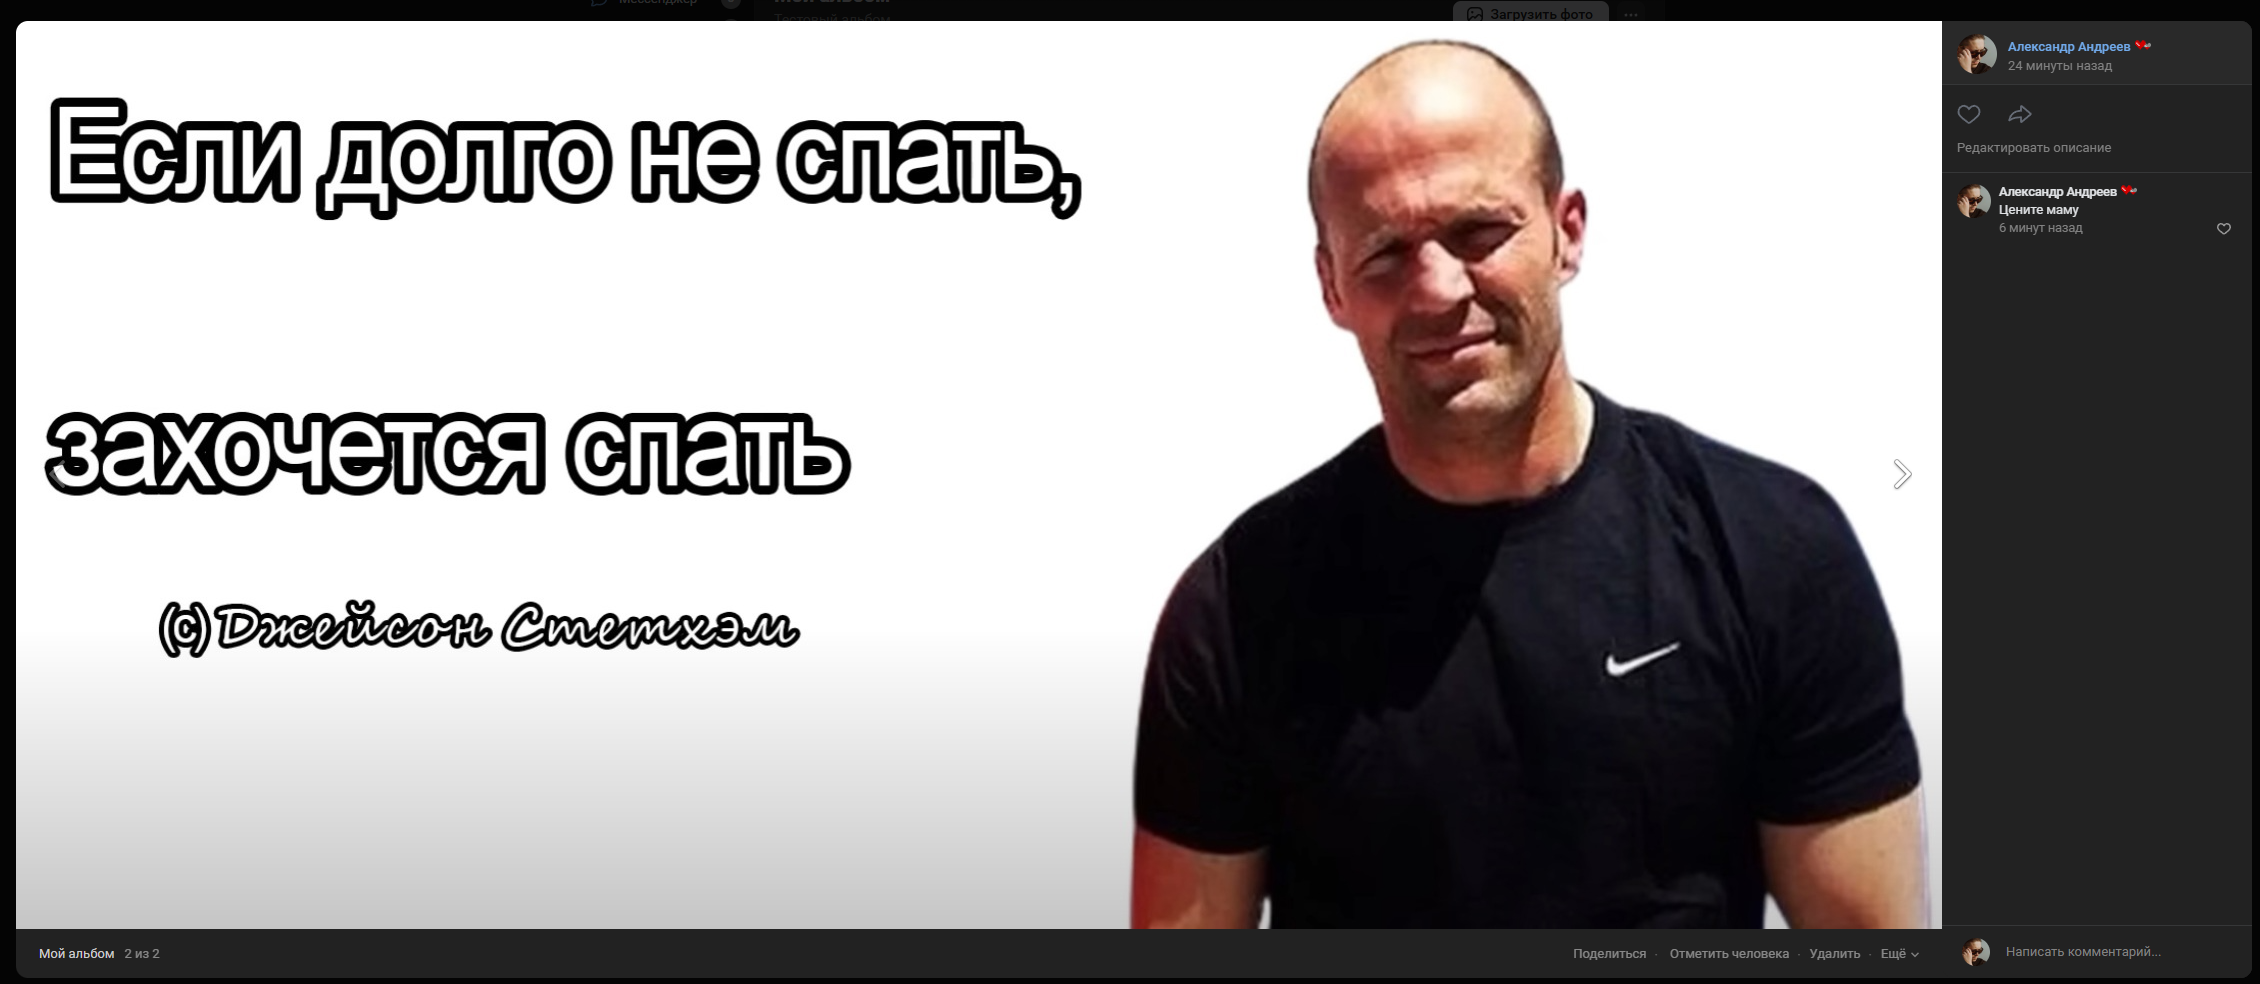 Мессенджер
Тестовый альбом
Загрузить фото
Если долго не спать,
захочется спать
(с) Джейсон Стетхэм
Александр Андреев
24 минуты назад
Редактировать описание
Александр Андреев
Цените маму
6 минут назад
Мой альбом 2 из 2
Поделиться · Отметить человека · Удалить · Ещё
Написать комментарий...